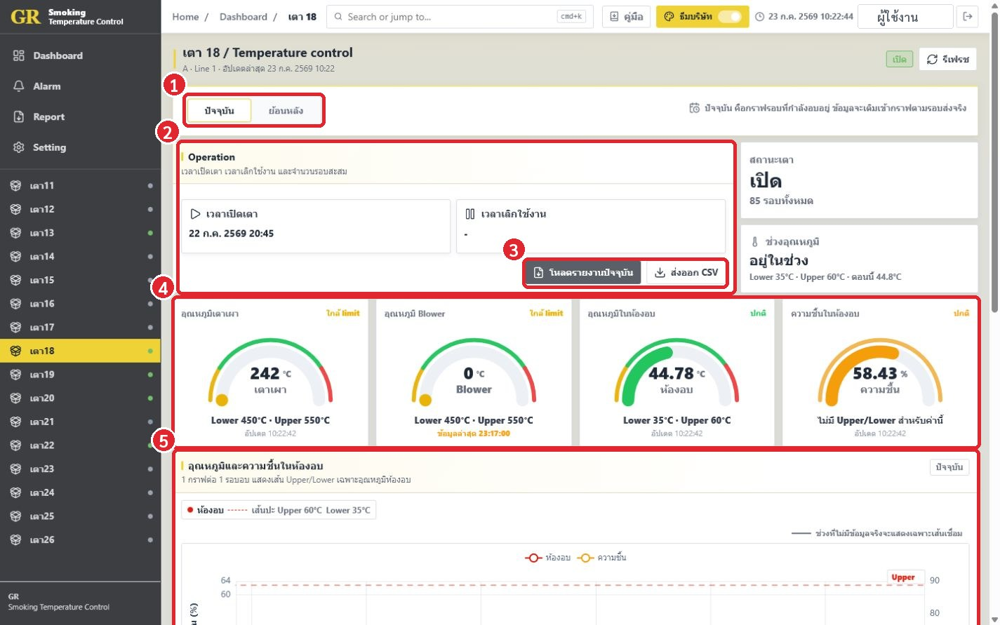 GR Smoking Temperature Control
Home / Dashboard / เตา 18
Search or jump to... cmd+k
คู่มือ
ธีมบริษัท
23 ก.ค. 2569 10:22:44
ผู้ใช้งาน
Dashboard
Alarm
Report
Setting
เตา11
เตา12
เตา13
เตา14
เตา15
เตา16
เตา17
เตา18
เตา19
เตา20
เตา21
เตา22
เตา23
เตา24
เตา25
เตา26
GR
Smoking Temperature Control
เตา 18 / Temperature control
A · Line 1 · อัปเดตล่าสุด 23 ก.ค. 2569 10:22
เปิด
รีเฟรช
1
ปัจจุบัน ย้อนหลัง
ปัจจุบัน คือกราฟรอบที่กำลังอบอยู่ ข้อมูลจะเติมเข้ากราฟตามรอบส่งจริง
2
Operation
เวลาเปิดเตา เวลาเลิกใช้งาน และจำนวนรอบสะสม
เวลาเปิดเตา
22 ก.ค. 2569 20:45
เวลาเลิกใช้งาน
-
3
โหลดรายงานปัจจุบัน
ส่งออก CSV
สถานะเตา
เปิด
85 รอบทั้งหมด
ช่วงอุณหภูมิ
อยู่ในช่วง
Lower 35°C · Upper 60°C · ตอนนี้ 44.8°C
4
อุณหภูมิเตาเผา ใกล้ limit
242 °C
เตาเผา
Lower 450°C · Upper 550°C
อัปเดต 10:22:42
อุณหภูมิ Blower ใกล้ limit
0 °C
Blower
Lower 450°C · Upper 550°C
ข้อมูลล่าสุด 23:17:00
อุณหภูมิในห้องอบ ปกติ
44.78 °C
ห้องอบ
Lower 35°C · Upper 60°C
อัปเดต 10:22:42
ความชื้นในห้องอบ ปกติ
58.43 %
ความชื้น
ไม่มี Upper/Lower สำหรับค่านี้
อัปเดต 10:22:42
5
อุณหภูมิและความชื้นในห้องอบ
1 กราฟต่อ 1 รอบอบ แสดงเส้น Upper/Lower เฉพาะอุณหภูมิห้องอบ
ปัจจุบัน
ห้องอบ ------ เส้นปะ Upper 60°C Lower 35°C
ช่วงที่ไม่มีข้อมูลจริงจะแสดงเฉพาะเส้นเชื่อม
ห้องอบ ความชื้น
Upper
64
60
90
80
(%)